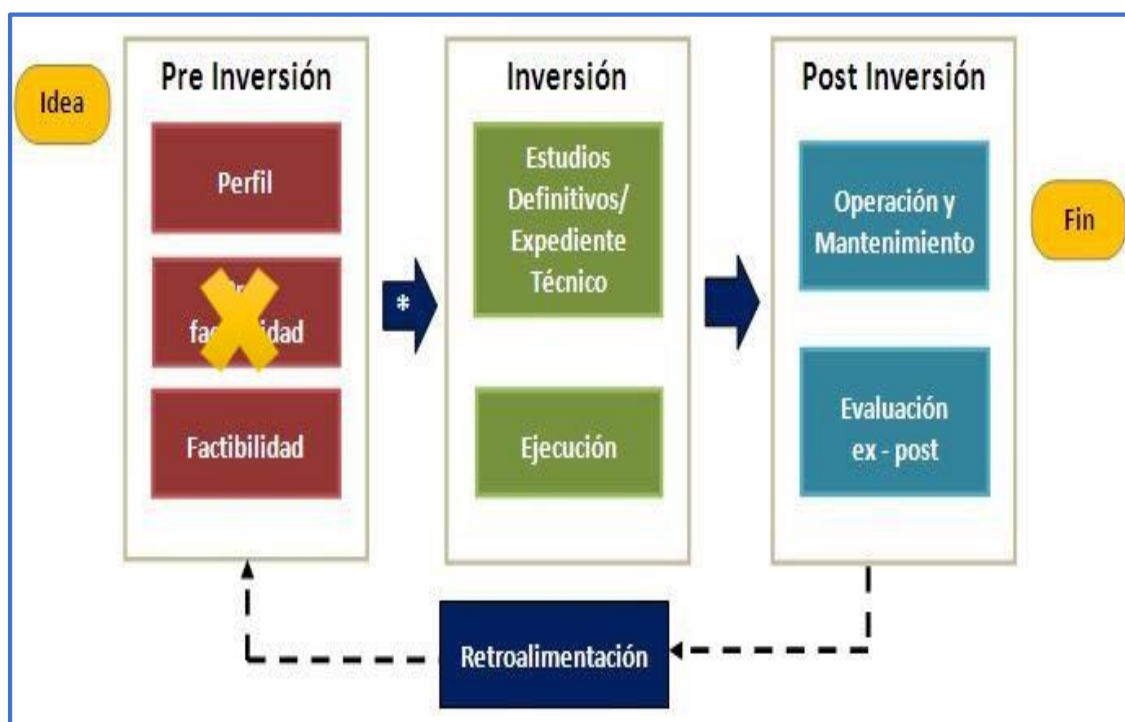 Idea
Pre Inversión
Perfil
Factibilidad
*
Inversión
Estudios
Definitivos/
Expediente
Técnico
Ejecución
Post Inversión
Operación y
Mantenimiento
Evaluación
ex - post
Fin
Retroalimentación